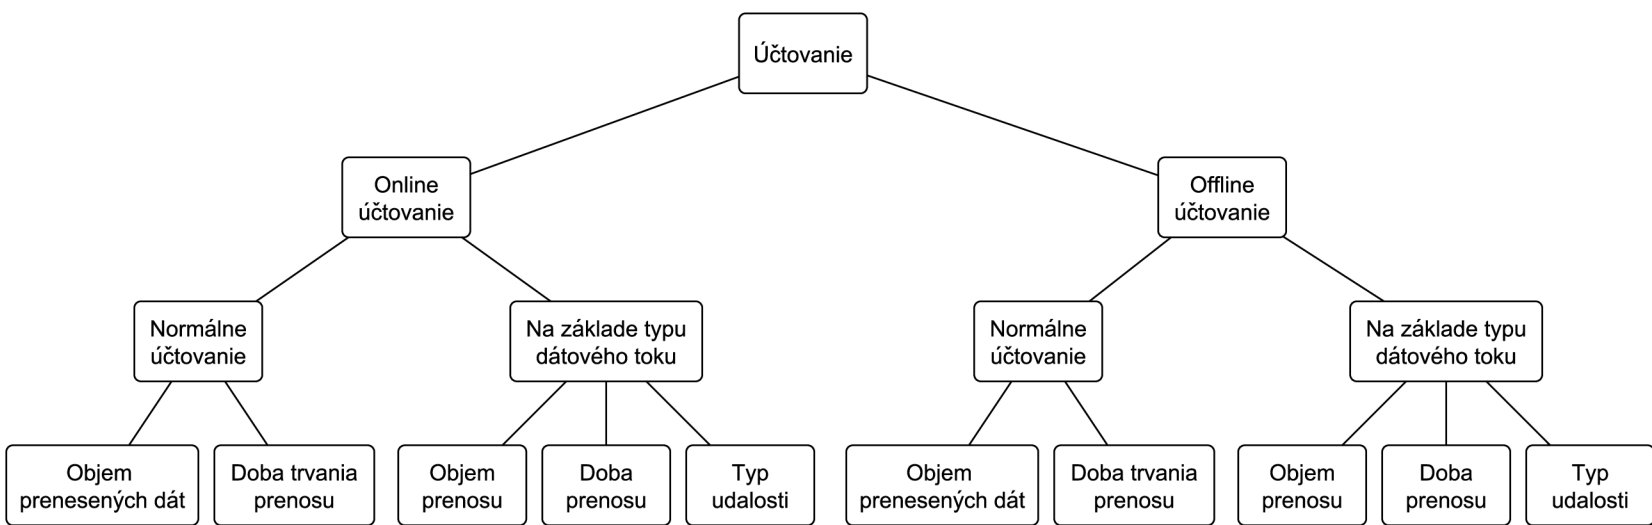 Účtovanie
Online
účtovanie
Offline
účtovanie
Normálne
účtovanie
Na základe typu
dátového toku
Normálne
účtovanie
Na základe typu
dátového toku
Objem
prenesených dát
Doba trvania
prenosu
Objem
prenosu
Doba
prenosu
Typ
udalosti
Objem
prenesených dát
Doba trvania
prenosu
Objem
prenosu
Doba
prenosu
Typ
udalosti